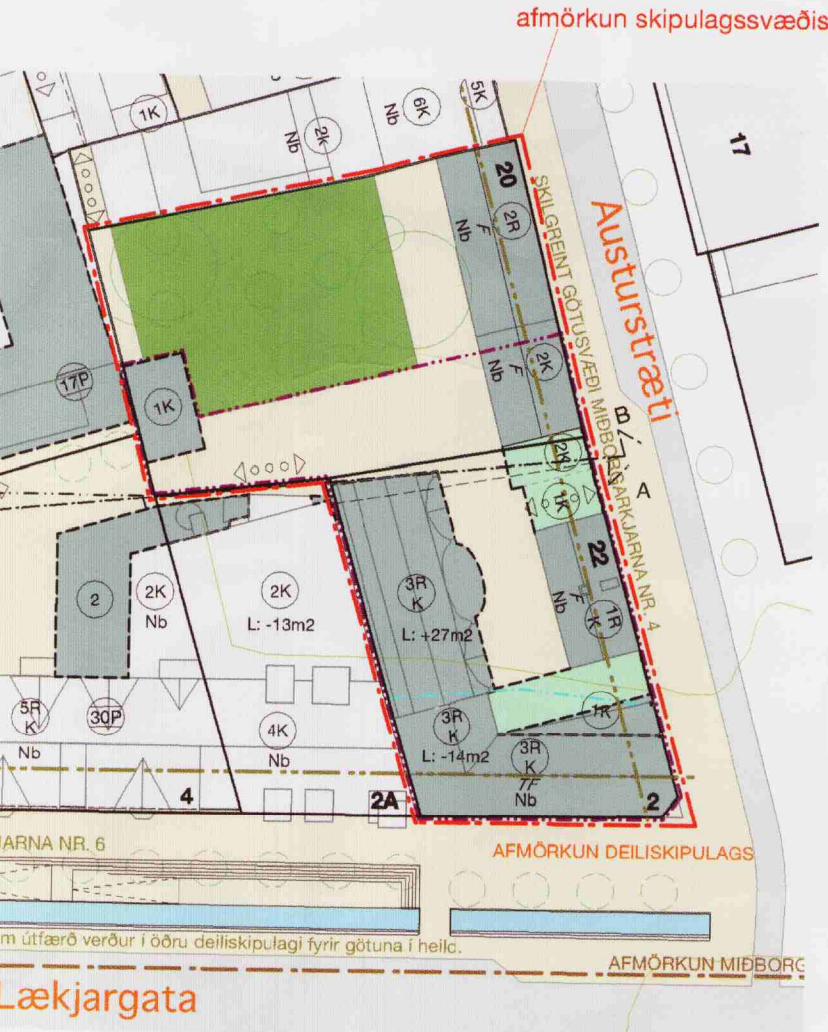 afmörkun skipulagssvæðis
1K
2K
Nb
6K
Nb
5K
17
20
2R
F
Nb
SKILGREINT GÖTUSVÆÐI MIÐBORGARKJARNA NR. 4
Austurstræti
2K
F
Nb
17P
1K
B
A
2K
1K
22
1R
K
F
Nb
2
2K
Nb
2K
L: -13m2
3R
K
L: +27m2
1K
5R
K
Nb
30P
4K
Nb
3R
K
L: -14m2
3R
K
TF
Nb
4
2A
2
JARNA NR. 6
AFMÖRKUN DEILISKIPULAGS
m útfærð verður í öðru deiliskipulagi fyrir götuna í heild.
AFMÖRKUN MIÐBORG
Lækjargata